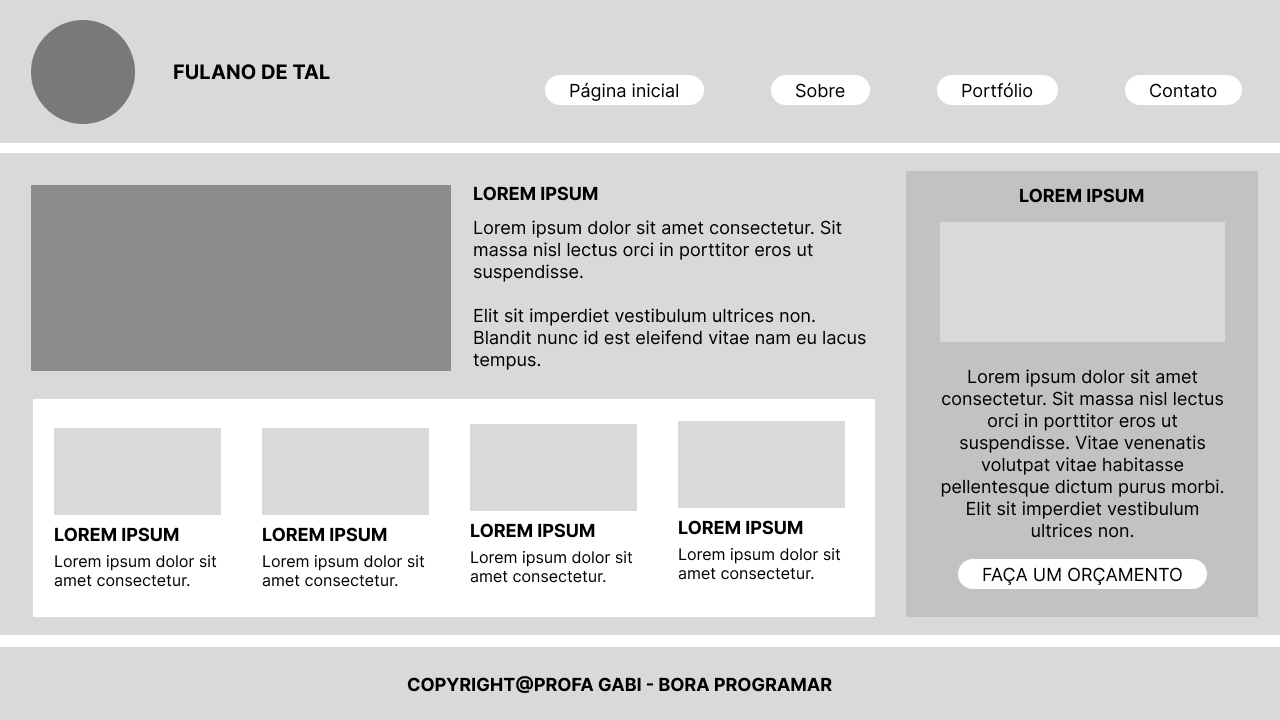 FULANO DE TAL
Página inicial
Sobre
Portfólio
Contato
LOREM IPSUM
Lorem ipsum dolor sit amet consectetur. Sit
massa nisl lectus orci in porttitor eros ut
suspendisse.
Elit sit imperdiet vestibulum ultrices non.
Blandit nunc id est eleifend vitae nam eu lacus
tempus.
LOREM IPSUM
Lorem ipsum dolor sit
amet consectetur.
LOREM IPSUM
Lorem ipsum dolor sit
amet consectetur.
LOREM IPSUM
Lorem ipsum dolor sit
amet consectetur.
LOREM IPSUM
Lorem ipsum dolor sit
amet consectetur.
LOREM IPSUM
Lorem ipsum dolor sit amet
consectetur. Sit massa nisl lectus
orci in porttitor eros ut
suspendisse. Vitae venenatis
volutpat vitae habitasse
pellentesque dictum purus morbi.
Elit sit imperdiet vestibulum
ultrices non.
FAÇA UM ORÇAMENTO
COPYRIGHT@PROFA GABI - BORA PROGRAMAR